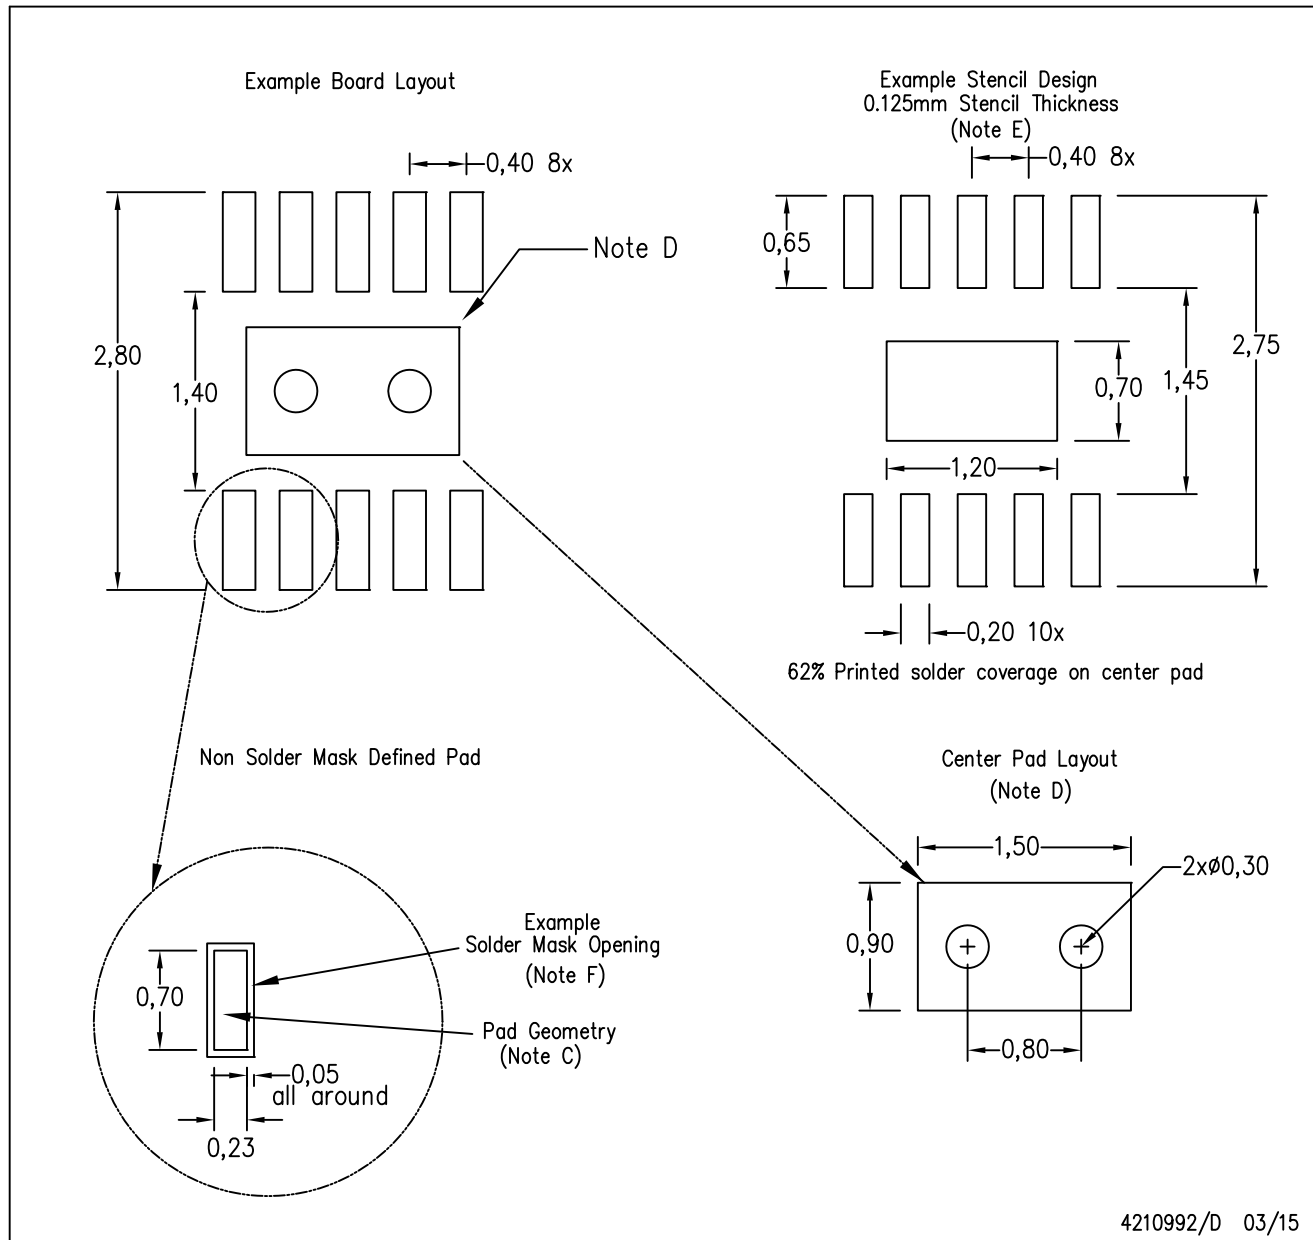 Example Board Layout
0,40 8x
Note D
2,80
1,40
Example Stencil Design
0.125mm Stencil Thickness
(Note E)
0,40 8x
0,65
2,75
1,45
0,70
1,20
0,20 10x
62% Printed solder coverage on center pad
Non Solder Mask Defined Pad
Example
Solder Mask Opening
(Note F)
0,70
Pad Geometry
(Note C)
0,05
all around
0,23
Center Pad Layout
(Note D)
1,50
2xø0,30
0,90
0,80
4210992/D 03/15